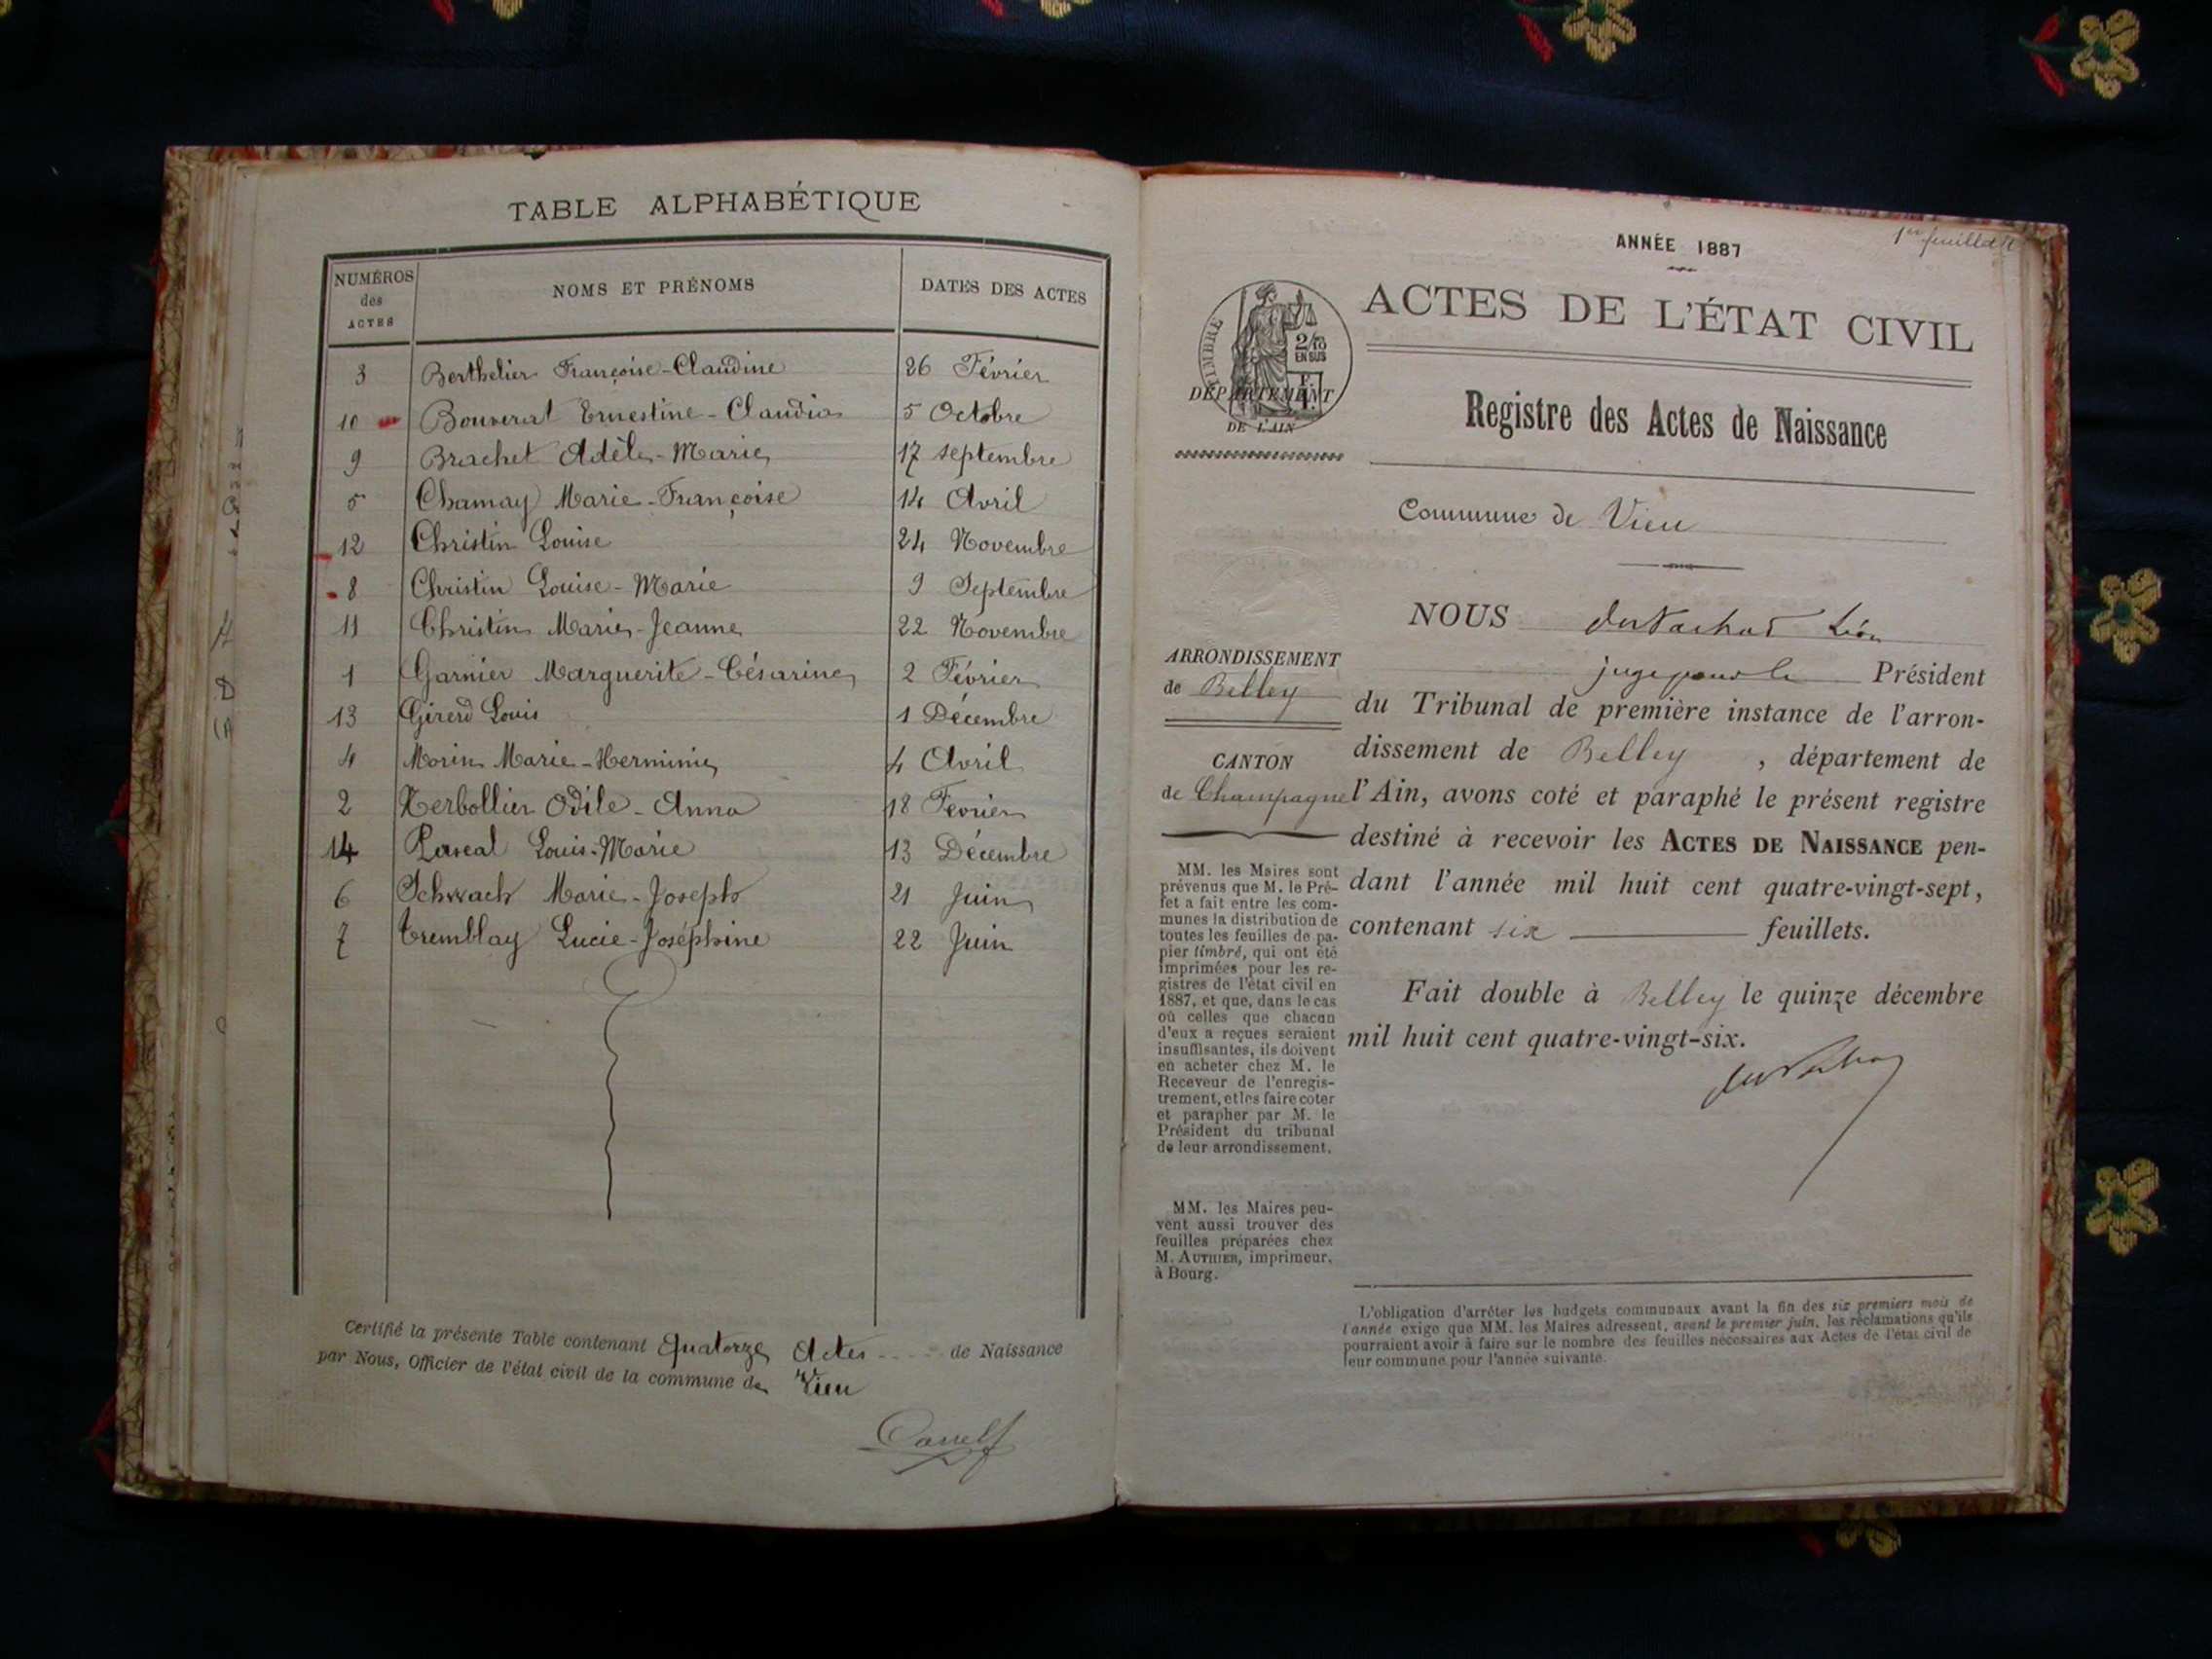 TABLE ALPHABÉTIQUE
NUMÉROS des ACTES NOMS ET PRÉNOMS DATES DES ACTES
3 Berthelier Françoise-Claudine 26 Février
10 Bouverat Ernestine-Claudia 5 Octobre
9 Brachet Adèle-Marie 17 septembre
5 Chamay Marie-Françoise 14 Avril
12 Christin Louise 24 Novembre
8 Christin Louise-Marie 9 Septembre
11 Christin Marie-Jeanne 22 Novembre
1 Garnier Marguerite-Césarine 2 Février
13 Girerd Louis 1 Décembre
4 Morin Marie-Herminie 4 Avril
2 Odile-Anna 18 Février
14 Pascal Louis-Marie 13 Décembre
6 Schwach Marie-Joseph 21 Juin
7 Tremblay Lucie-Joséphine 22 Juin
Certifié la présente Table contenant Quatorze Actes de Naissance
par Nous, Officier de l'état civil de la commune de Vieu
1er feuillet
ANNÉE 1887
ACTES DE L'ÉTAT CIVIL
TIMBRE
2/10
EN SUS
DÉPARTEMENT
DE L'AIN
Registre des Actes de Naissance
Commune de Vieu
NOUS Léon
juge pour le Président
du Tribunal de première instance de l'arron-
dissement de Belley, département de
l'Ain, avons coté et paraphé le présent registre
destiné à recevoir les ACTES DE NAISSANCE pen-
dant l'année mil huit cent quatre-vingt-sept,
contenant six feuillets.
Fait double à Belley le quinze décembre
mil huit cent quatre-vingt-six.
ARRONDISSEMENT
de Belley
CANTON
de Champagne
MM. les Maires sont
prévenus que M. le Pré-
fet a fait entre les com-
munes la distribution de
toutes les feuilles de pa-
pier timbré, qui ont été
imprimées pour les re-
gistres de l'état civil en
1887, et que, dans le cas
où celles que chacun
d'eux a reçues seraient
insuffisantes, ils doivent
en acheter chez M. le
Receveur de l'enregis-
trement, et les faire coter
et parapher par M. le
Président du tribunal
de leur arrondissement.
MM. les Maires peu-
vent aussi trouver des
feuilles préparées chez
M. AUTHIER, imprimeur,
à Bourg.
L'obligation d'arrêter les budgets communaux avant la fin des six premiers mois de
l'année exige que MM. les Maires adressent, avant le premier juin, les réclamations qu'ils
pourraient avoir à faire sur le nombre des feuilles nécessaires aux Actes de l'état civil de
leur commune pour l'année suivante.